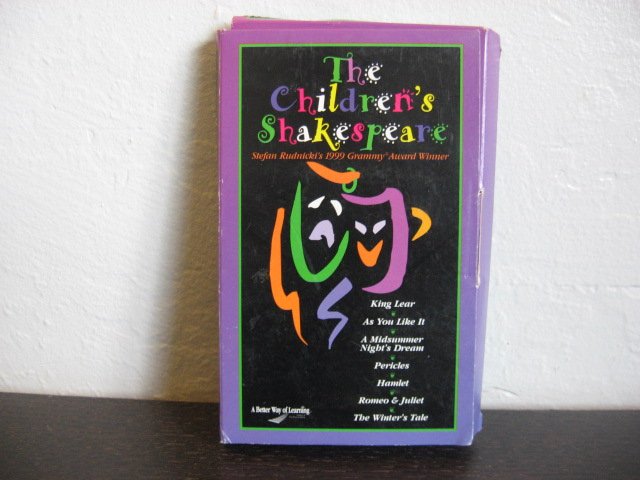 The
Children's
Shakespeare
Stefan Rudnicki's 1999 Grammy® Award Winner
King Lear
As You Like It
A Midsummer
Night's Dream
Pericles
Hamlet
Romeo & Juliet
The Winter's Tale
A Better Way of Learning